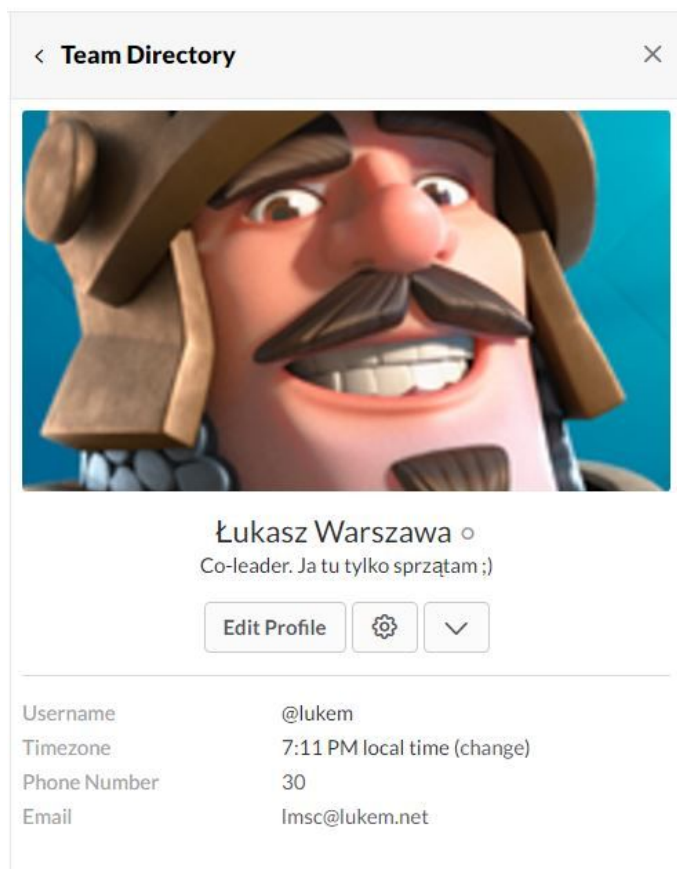 Team Directory
Łukasz Warszawa
Co-leader. Ja tu tylko sprzątam ;)
Edit Profile
Username @lukem
Timezone 7:11 PM local time (change)
Phone Number 30
Email lmsc@lukem.net